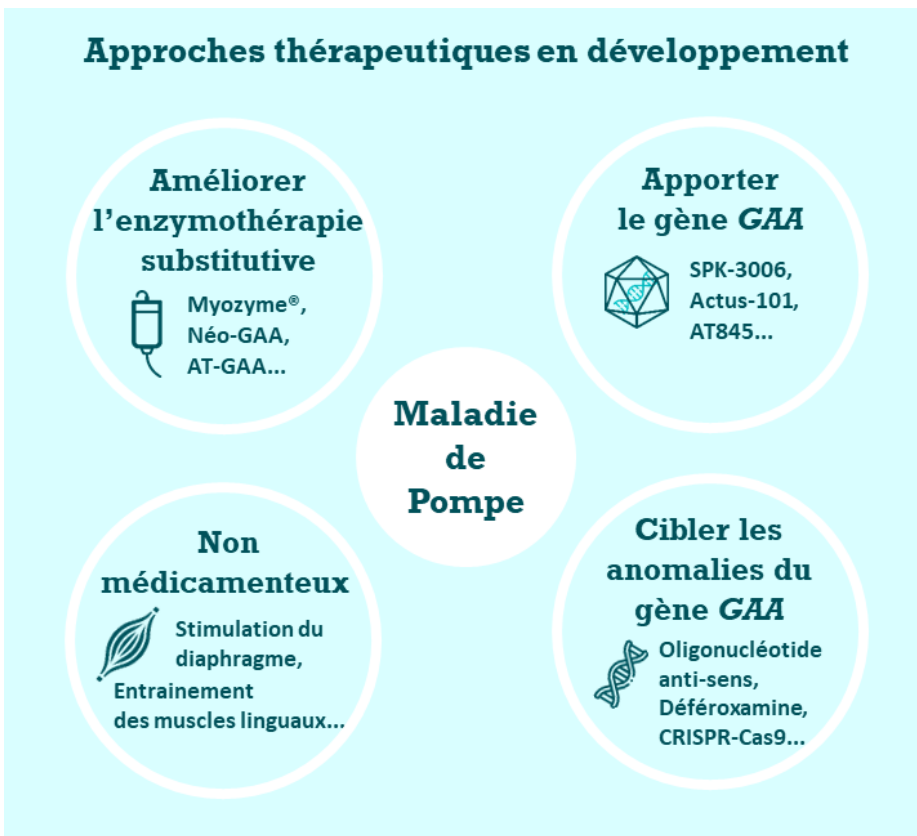 Approches thérapeutiques en développement
Améliorer
l’enzymothérapie
substitutive
Myozyme®,
Néo-GAA,
AT-GAA...
Apporter
le gène GAA
SPK-3006,
Actus-101,
AT845...
Maladie
de
Pompe
Non
médicamenteux
Stimulation du
diaphragme,
Entrainement
des muscles linguaux...
Cibler les
anomalies du
gène GAA
Oligonucléotide
anti-sens,
Déféroxamine,
CRISPR-Cas9...